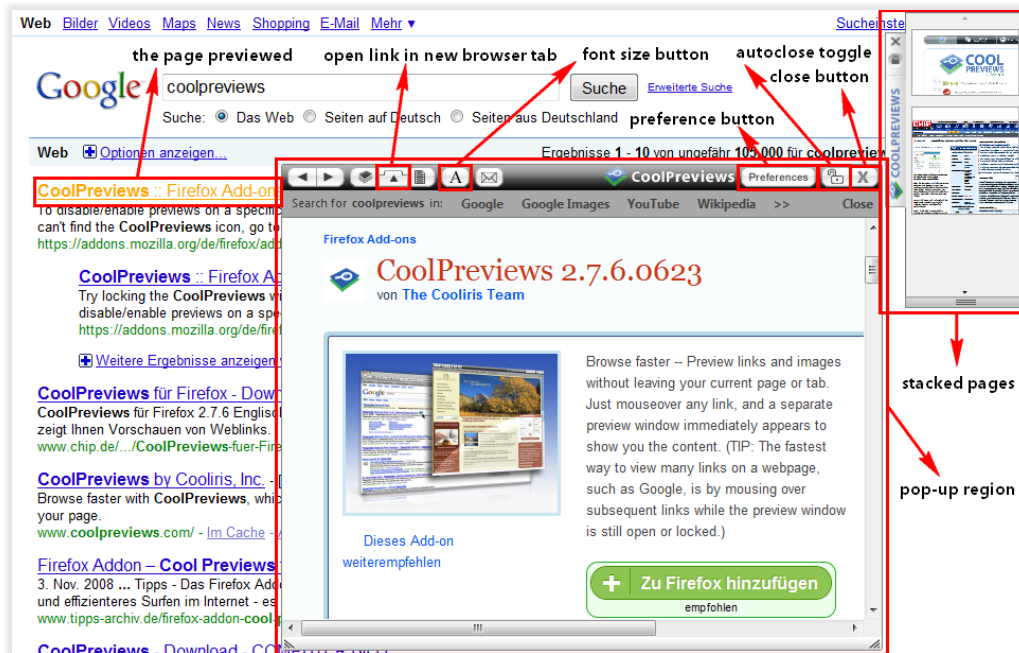 Web Bilder Videos Maps News Shopping E-Mail Mehr ▼ Sucheinste
the page previewed open link in new browser tab font size button autoclose toggle
close button
Google coolpreviews Suche Erweiterte Suche
Suche: Das Web Seiten auf Deutsch Seiten aus Deutschland
preference button
Web Optionen anzeigen... Ergebnisse 1 - 10 von ungefähr 105.000 für coolpreview
CoolPreviews :: Firefox Add-ons
To disable/enable previews on a specific
can't find the CoolPreviews icon, go to
https://addons.mozilla.org/de/firefox/add
CoolPreviews :: Firefox A
Try locking the CoolPreviews wi
disable/enable previews on a spe
https://addons.mozilla.org/de/firef
Weitere Ergebnisse anzeigen v
CoolPreviews für Firefox - Dow
CoolPreviews für Firefox 2.7.6 Englisc
zeigt Ihnen Vorschauen von Weblinks.
www.chip.de/.../CoolPreviews-fuer-Fire
CoolPreviews by Cooliris, Inc. - [
Browse faster with CoolPreviews, whic
your page.
www.coolpreviews.com/ - Im Cache - Ä
Firefox Addon – Cool Previews
3. Nov. 2008 ... Tipps - Das Firefox Add
und effizienteres Surfen im Internet - es
www.tipps-archiv.de/firefox-addon-cool-p
CoolPreviews - Download - COMPUTER BILD
A CoolPreviews Preferences X
Search for coolpreviews in: Google Google Images YouTube Wikipedia >> Close
Firefox Add-ons
CoolPreviews 2.7.6.0623
von The Cooliris Team
Dieses Add-on
weiterempfehlen
Browse faster -- Preview links and images
without leaving your current page or tab.
Just mouseover any link, and a separate
preview window immediately appears to
show you the content. (TIP: The fastest
way to view many links on a webpage,
such as Google, is by mousing over
subsequent links while the preview window
is still open or locked.)
Zu Firefox hinzufügen
empfohlen
COOLPREVIEWS
COOL
PREVIEWS
CHIP
stacked pages
pop-up region